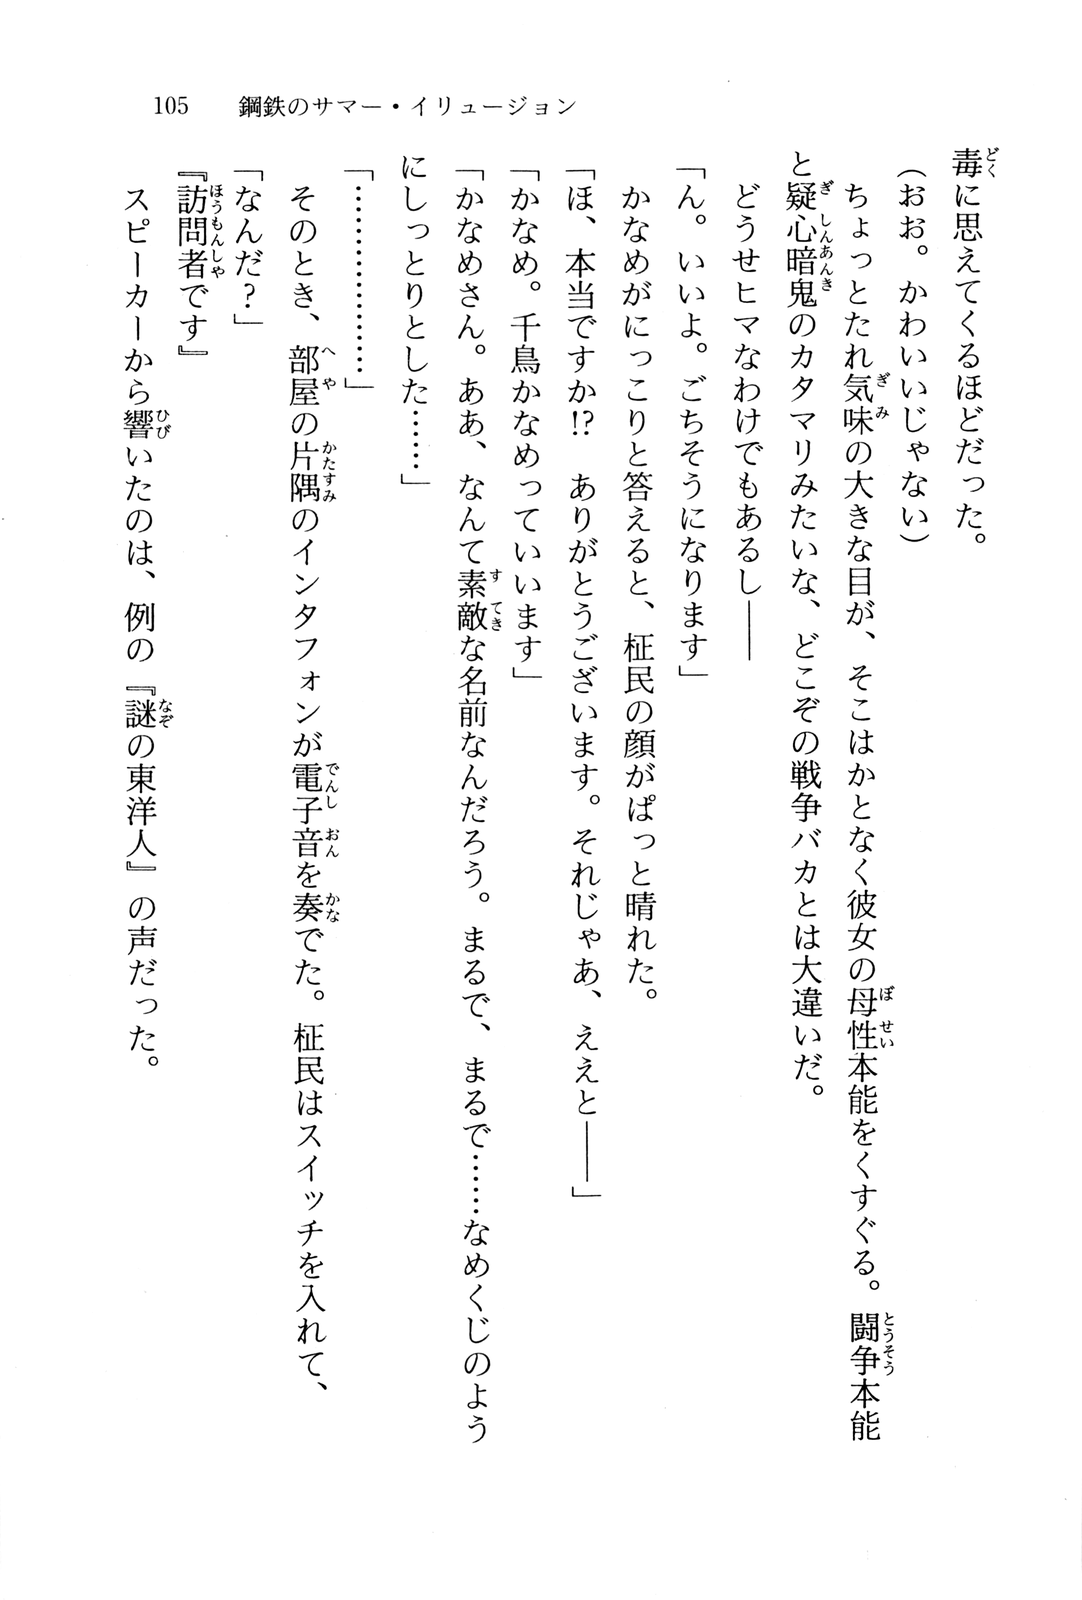 105　鋼鉄のサマー・イリュージョン
毒に思えてくるほどだった。
（おお。かわいいじゃない）
　ちょっとたれ気味の大きな目が、そこはかとなく彼女の母性本能をくすぐる。闘争本能
と疑心暗鬼のカタマリみたいな、どこぞの戦争バカとは大違いだ。
　どうせヒマなわけでもあるし――
「ん。いいよ。ごちそうになります」
　かなめがにっこりと答えると、柾民の顔がぱっと晴れた。
「ほ、本当ですか!?　ありがとうございます。それじゃあ、ええと――」
「かなめ。千鳥かなめっていいます」
「かなめさん。ああ、なんて素敵な名前なんだろう。まるで、まるで……なめくじのよう
にしっとりとした……」
「………………」
　そのとき、部屋の片隅のインタフォンが電子音を奏でた。柾民はスイッチを入れて、
「なんだ？」
『訪問者です』
　スピーカーから響いたのは、例の『謎の東洋人』の声だった。